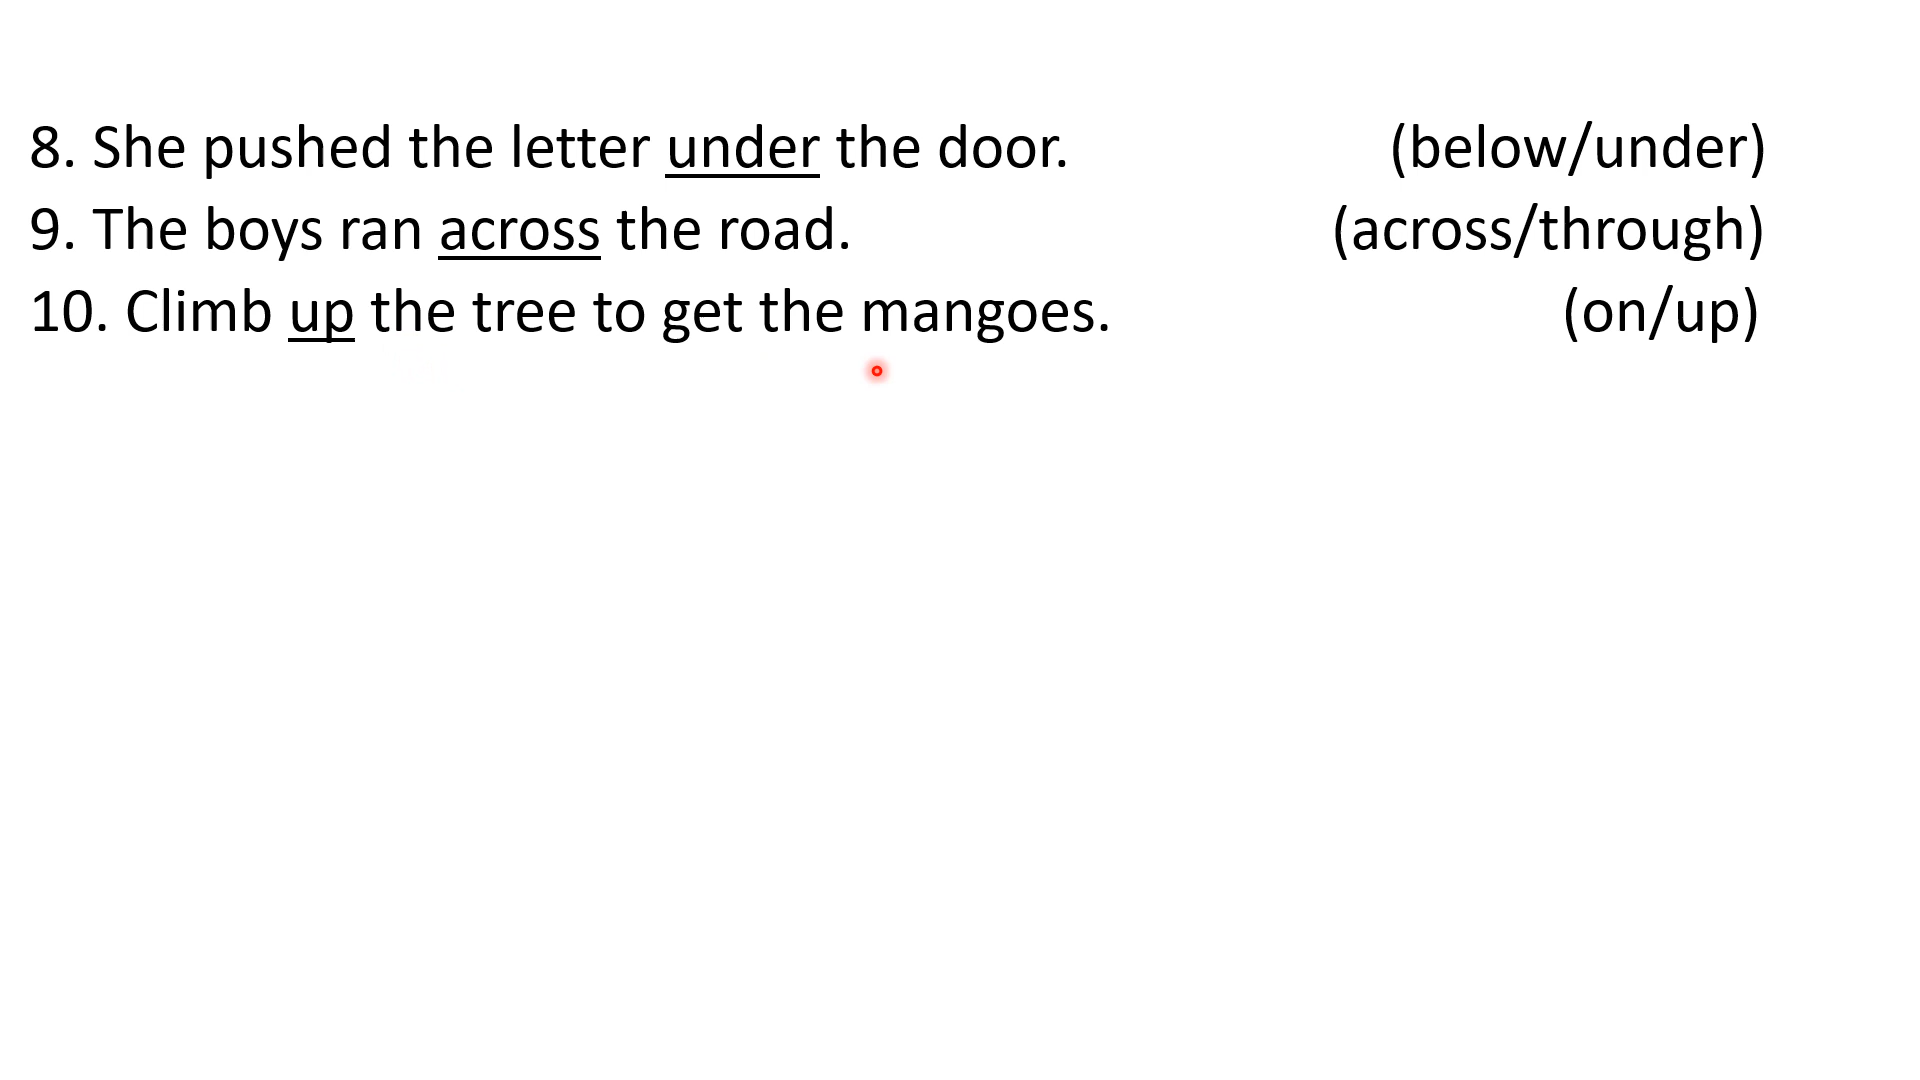 8. She pushed the letter under the door. (below/under)
9. The boys ran across the road. (across/through)
10. Climb up the tree to get the mangoes. (on/up)